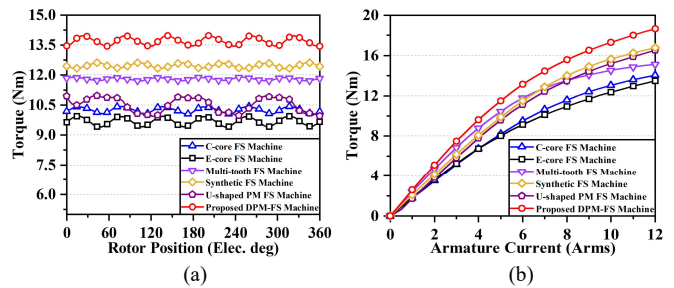 15.0
13.5
12.0
10.5
9.0
7.5
6.0
Torque (Nm)
C-core FS Machine
E-core FS Machine
Multi-tooth FS Machine
Synthetic FS Machine
U-shaped PM FS Machine
Proposed DPM-FS Machine
0 60 120 180 240 300 360
Rotor Position (Elec. deg)
(a)
20
16
12
8
4
0
Torque (Nm)
C-core FS Machine
E-core FS Machine
Multi-tooth FS Machine
Synthetic FS Machine
U-shaped PM FS Machine
Proposed DPM-FS Machine
0 2 4 6 8 10 12
Armature Current (Arms)
(b)